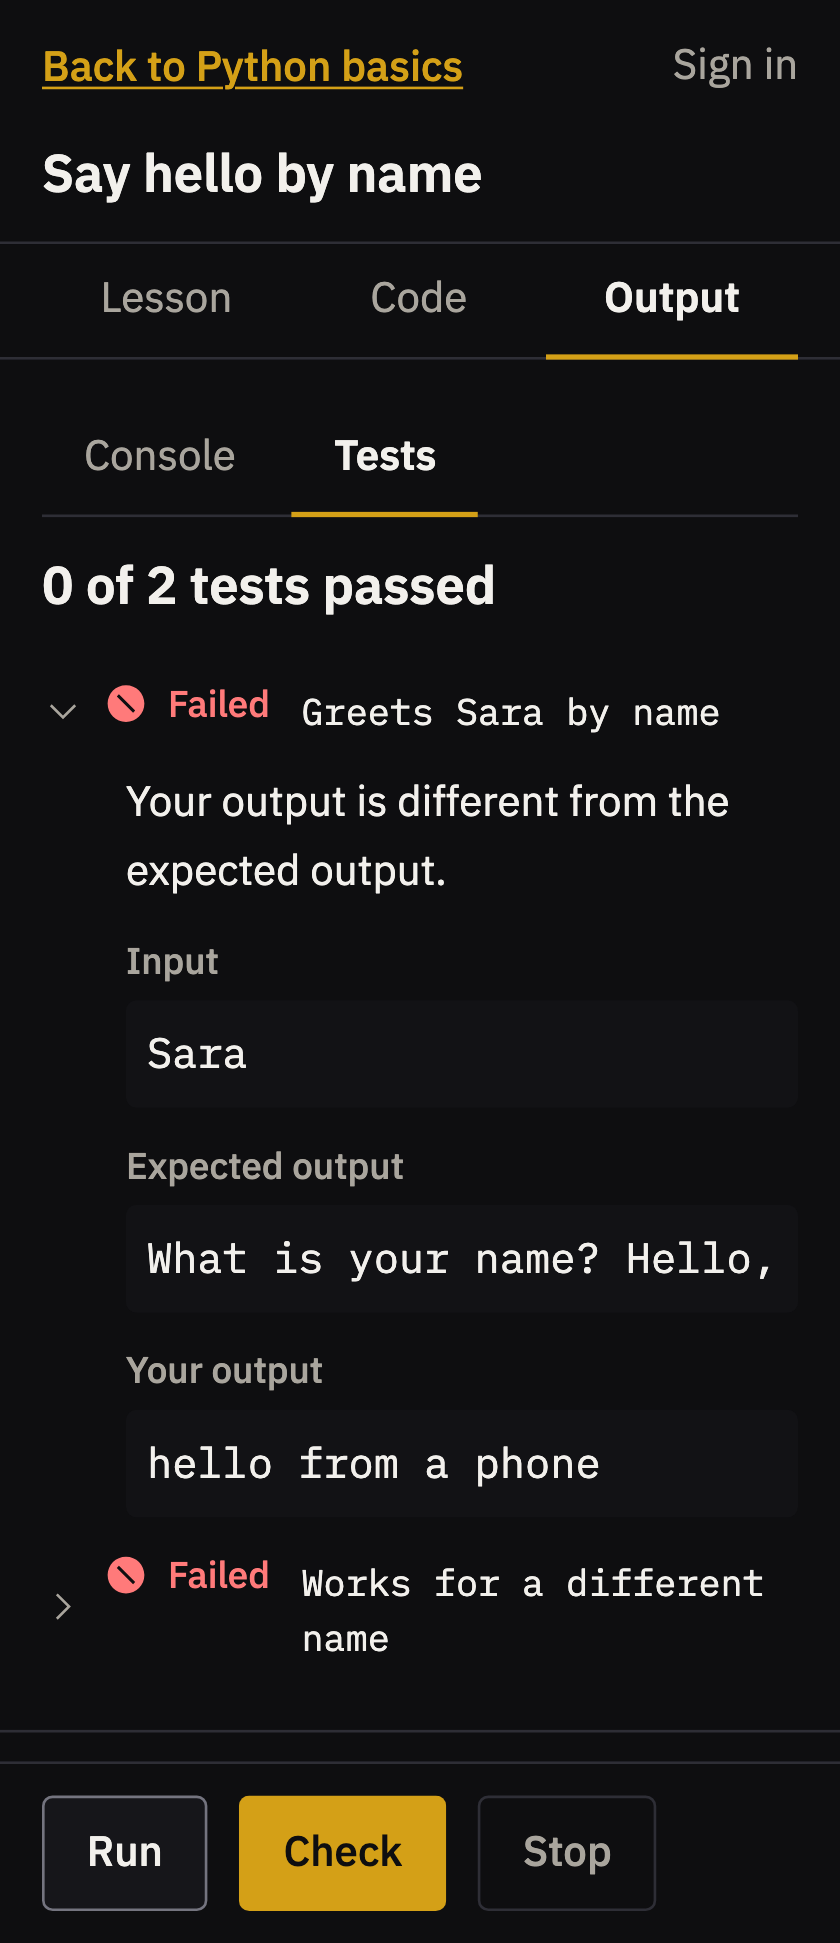 Back to Python basics
Sign in
Say hello by name
Lesson
Code
Output
Console
Tests
0 of 2 tests passed
Failed
Greets Sara by name
Your output is different from the
expected output.
Input
Sara
Expected output
What is your name? Hello,
Your output
hello from a phone
Failed
Works for a different
name
Run
Check
Stop